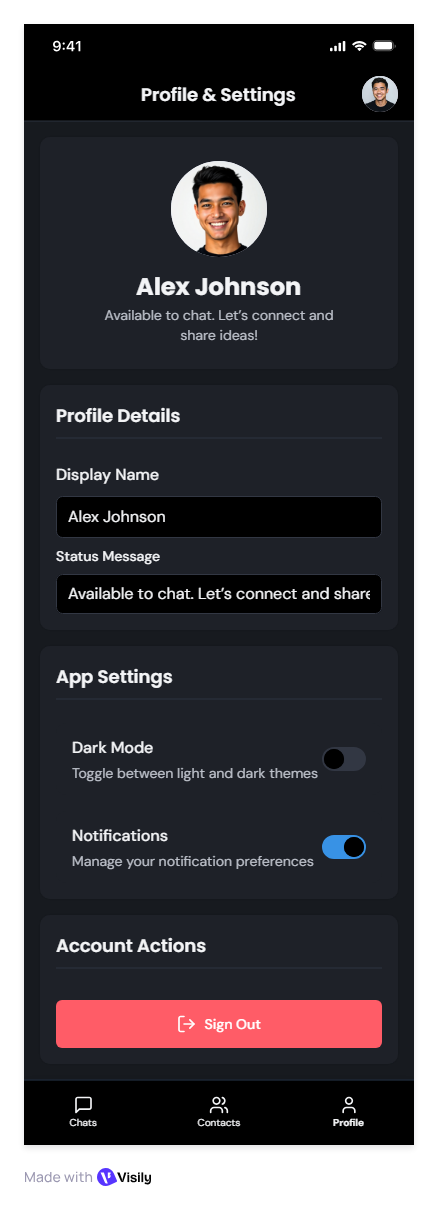 9:41
Profile & Settings
Alex Johnson
Available to chat. Let's connect and
share ideas!
Profile Details
Display Name
Alex Johnson
Status Message
Available to chat. Let's connect and share
App Settings
Dark Mode
Toggle between light and dark themes
Notifications
Manage your notification preferences
Account Actions
Sign Out
Chats
Contacts
Profile
Made with Visily